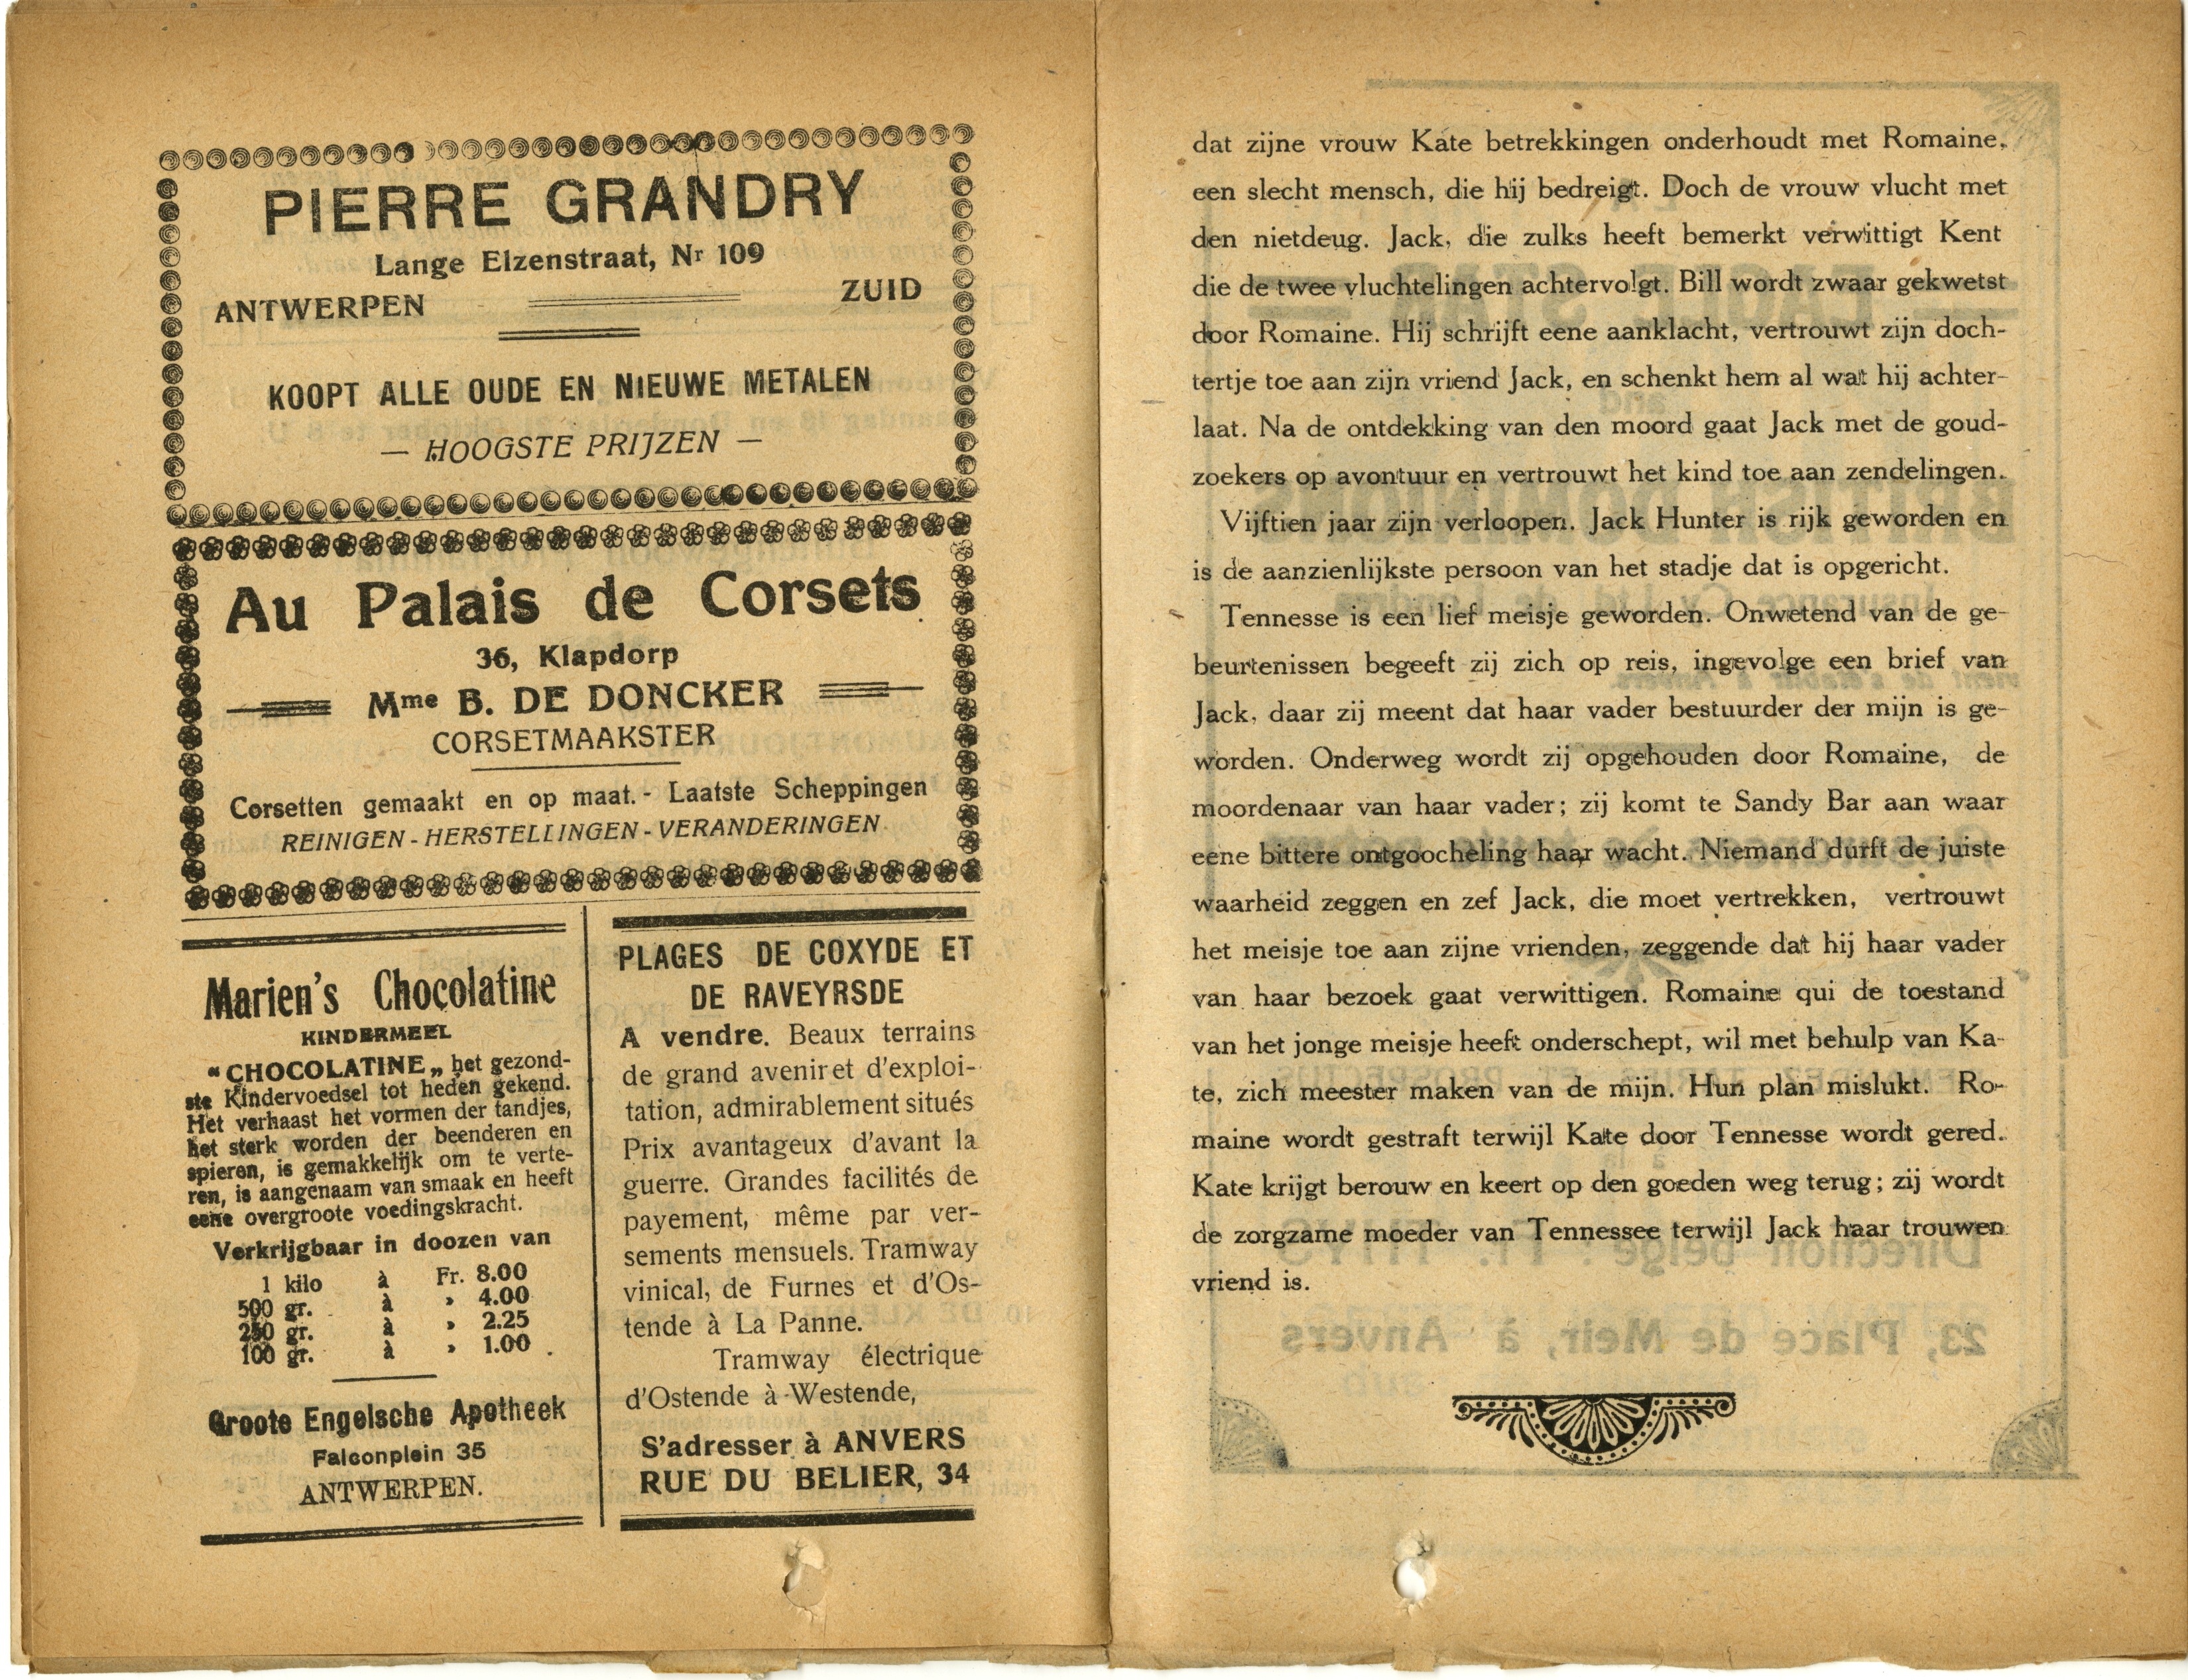 PIERRE GRANDRY
Lange Elzenstraat, Nr 109
ANTWERPEN ZUID
KOOPT ALLE OUDE EN NIEUWE METALEN
— HOOGSTE PRIJZEN —
Au Palais de Corsets
36, Klapdorp
Mme B. DE DONCKER
CORSETMAAKSTER
Corsetten gemaakt en op maat. - Laatste Scheppingen
REINIGEN - HERSTELLINGEN - VERANDERINGEN
Marien's Chocolatine
KINDERMEEL
“CHOCOLATINE„ het gezond-
ste Kindervoedsel tot heden gekend.
Het verhaast het vormen der tandjes,
het sterk worden der beenderen en
spieren, is gemakkelijk om te verte-
ren, is aangenaam van smaak en heeft
eene overgroote voedingskracht.
Verkrijgbaar in doozen van
1 kilo à Fr. 8.00
500 gr. à » 4.00
250 gr. à » 2.25
100 gr. à » 1.00
Groote Engelsche Apotheek
Falconplein 35
ANTWERPEN.
PLAGES DE COXYDE ET
DE RAVEYRSDE
A vendre. Beaux terrains
de grand avenir et d'exploi-
tation, admirablement situés
Prix avantageux d'avant la
guerre. Grandes facilités de
payement, même par ver-
sements mensuels. Tramway
vinical, de Furnes et d'Os-
tende à La Panne.
Tramway électrique
d'Ostende à Westende,
S'adresser à ANVERS
RUE DU BELIER, 34
dat zijne vrouw Kate betrekkingen onderhoudt met Romaine,
een slecht mensch, die hij bedreigt. Doch de vrouw vlucht met
den nietdeug. Jack, die zulks heeft bemerkt verwittigt Kent
die de twee vluchtelingen achtervolgt. Bill wordt zwaar gekwetst
door Romaine. Hij schrijft eene aanklacht, vertrouwt zijn doch-
tertje toe aan zijn vriend Jack, en schenkt hem al wat hij achter-
laat. Na de ontdekking van den moord gaat Jack met de goud-
zoekers op avontuur en vertrouwt het kind toe aan zendelingen.
Vijftien jaar zijn verloopen. Jack Hunter is rijk geworden en
is de aanzienlijkste persoon van het stadje dat is opgericht.
Tennesse is een lief meisje geworden. Onwetend van de ge-
beurtenissen begeeft zij zich op reis, ingevolge een brief van
Jack, daar zij meent dat haar vader bestuurder der mijn is ge-
worden. Onderweg wordt zij opgehouden door Romaine, de
moordenaar van haar vader; zij komt te Sandy Bar aan waar
eene bittere ontgoocheling haar wacht. Niemand durft de juiste
waarheid zeggen en zef Jack, die moet vertrekken, vertrouwt
het meisje toe aan zijne vrienden, zeggende dat hij haar vader
van haar bezoek gaat verwittigen. Romaine qui de toestand
van het jonge meisje heeft onderschept, wil met behulp van Ka-
te, zich meester maken van de mijn. Hun plan mislukt. Ro-
maine wordt gestraft terwijl Kate door Tennesse wordt gered.
Kate krijgt berouw en keert op den goeden weg terug; zij wordt
de zorgzame moeder van Tennessee terwijl Jack haar trouwen
vriend is.